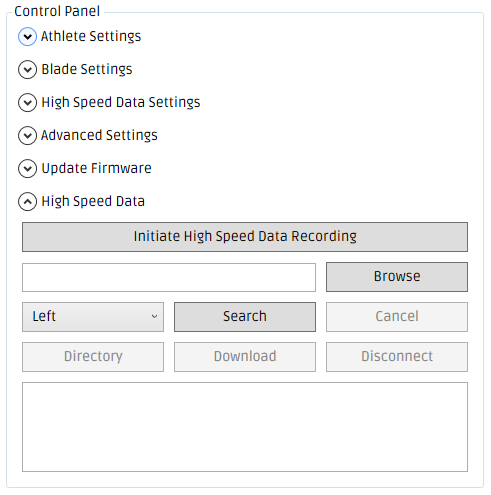 Control Panel
Athlete Settings
Blade Settings
High Speed Data Settings
Advanced Settings
Update Firmware
High Speed Data
Initiate High Speed Data Recording
Browse
Left Search Cancel
Directory Download Disconnect